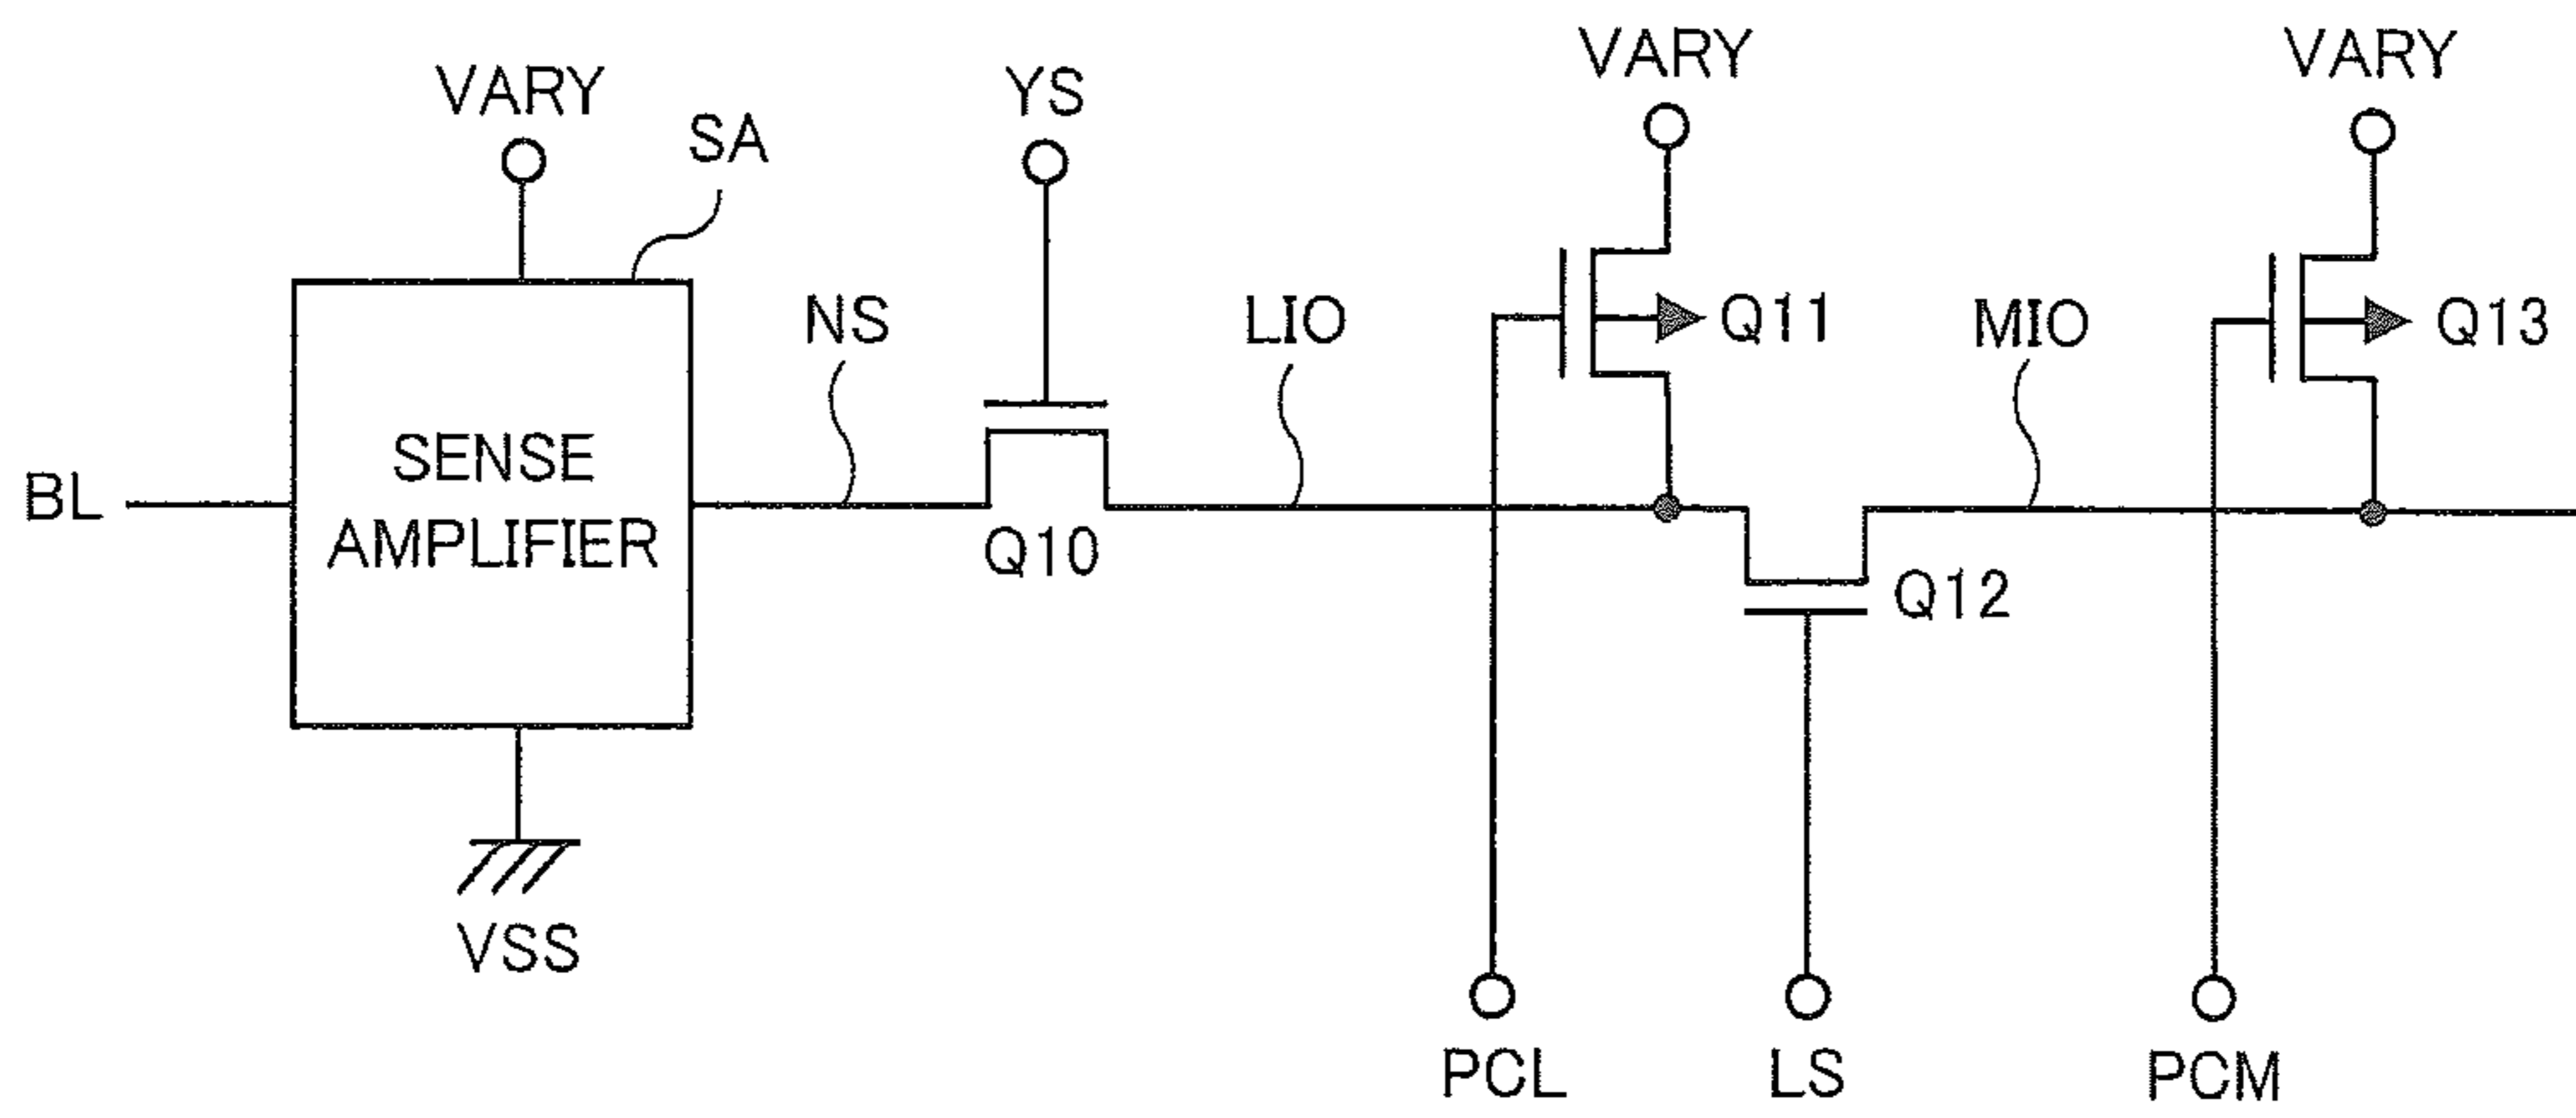 VARY
VARY
VARY
YS
SA
NS
LIO
Q11
MIO
Q13
BL
SENSE
AMPLIFIER
Q10
Q12
VSS
PCL
LS
PCM